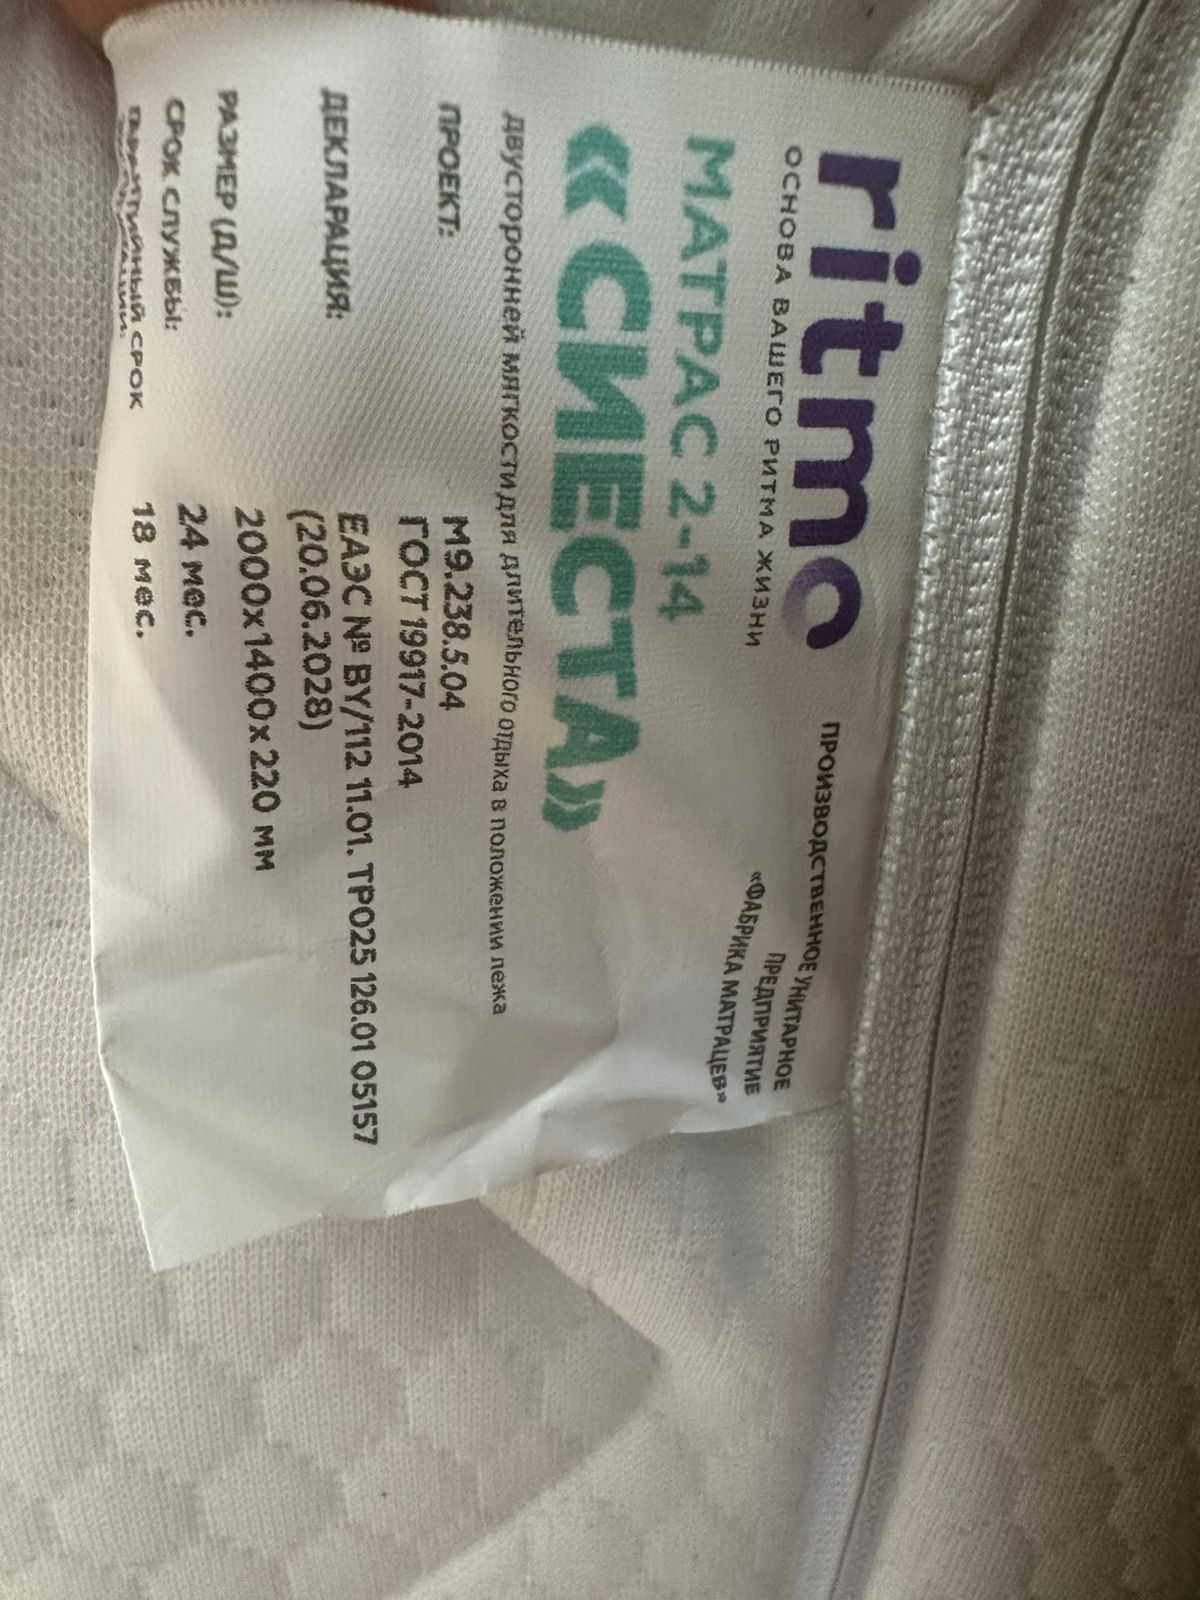 ritmo
ОСНОВА ВАШЕГО РИТМА ЖИЗНИ
ПРОИЗВОДСТВЕННОЕ УНИТАРНОЕ
ПРЕДПРИЯТИЕ
«ФАБРИКА МАТРАЦЕВ»
МАТРАС 2-14
«СИЕСТА»
двусторонней мягкости для длительного отдыха в положении лежа
ПРОЕКТ: М9.238.5.04
ГОСТ 19917-2014
ДЕКЛАРАЦИЯ: ЕАЭС № BY/112 11.01. ТР025 126.01 05157
(20.06.2028)
РАЗМЕР (Д/Ш): 2000х1400х220 мм
СРОК СЛУЖБЫ: 24 мес.
ГАРАНТИЙНЫЙ СРОК 18 мес.